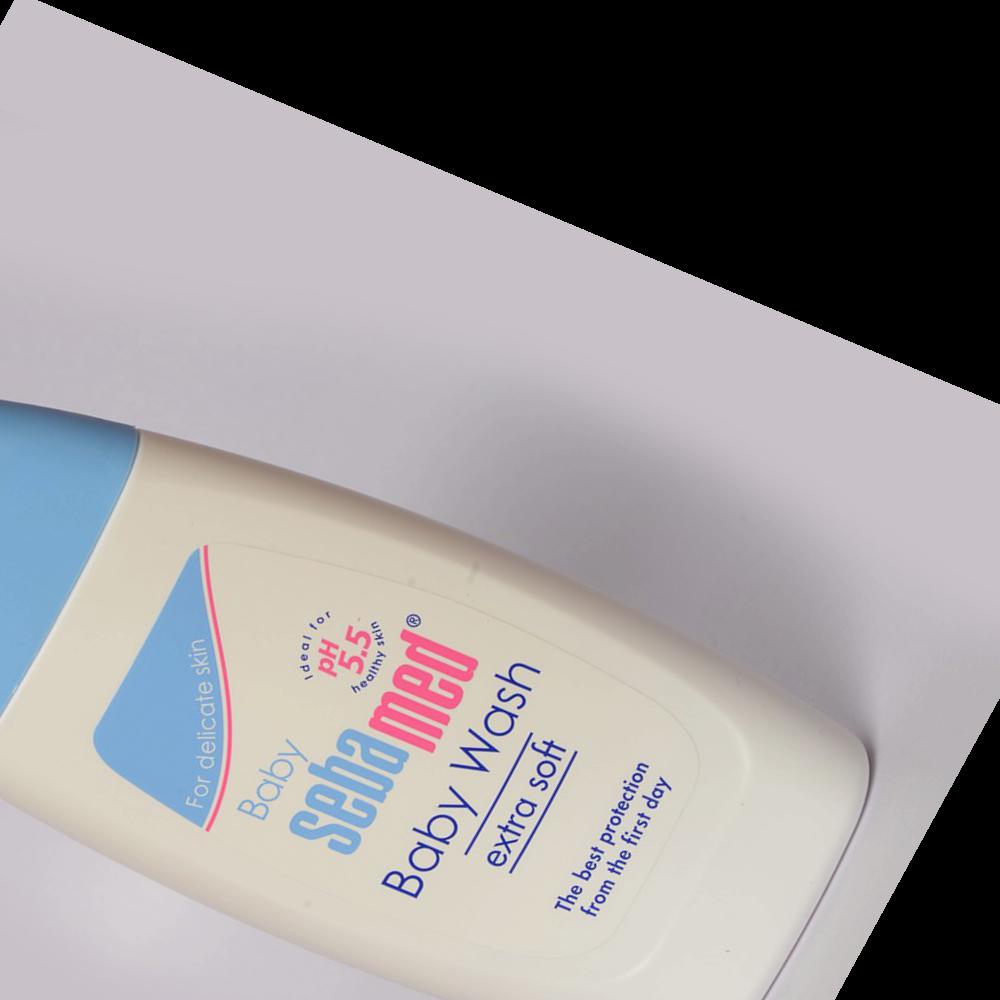 For delicate skin
Ideal for
pH
5.5
healthy skin
Baby
sebamed®
Baby Wash
extra soft
The best protection
from the first day